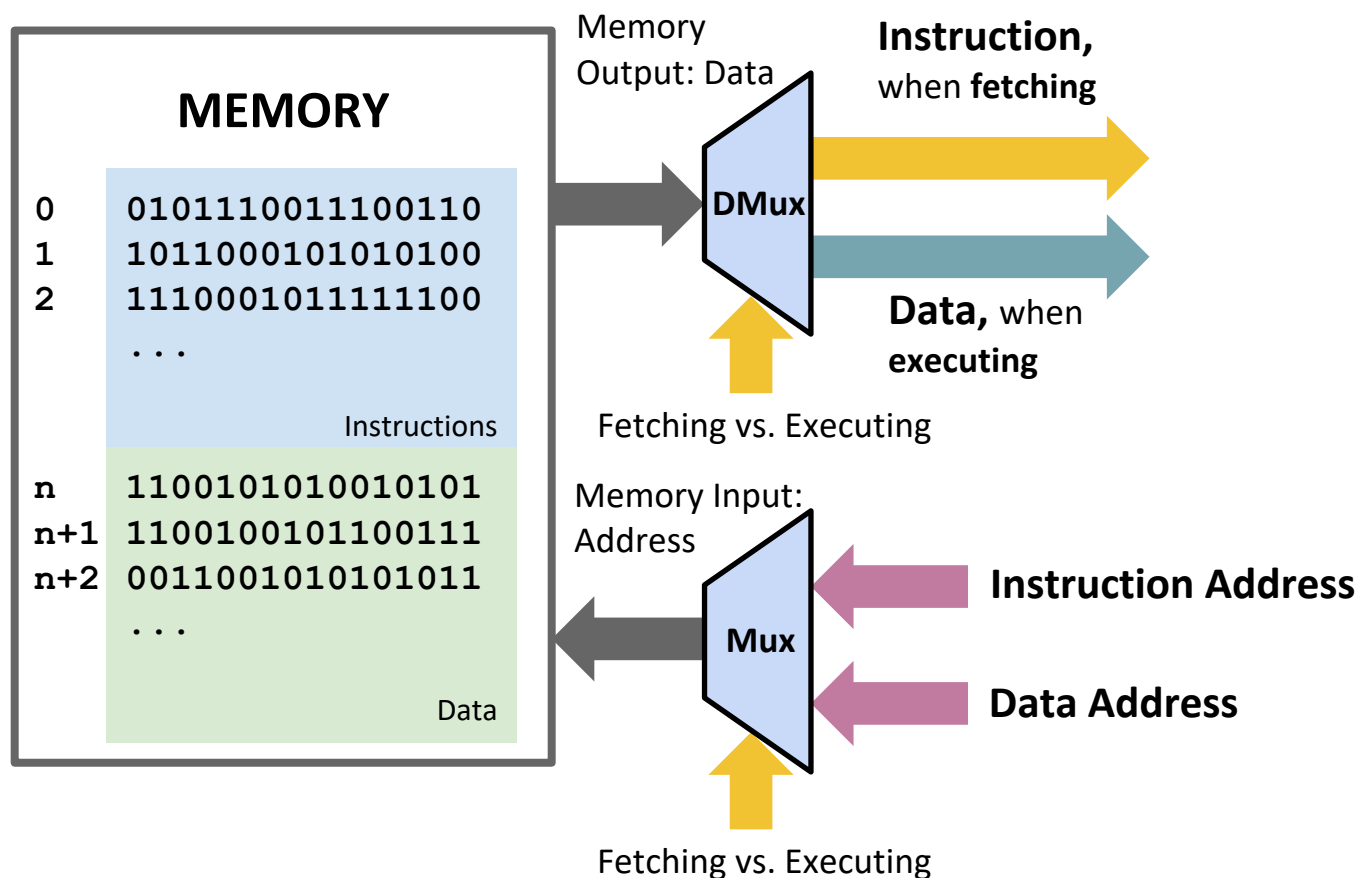 MEMORY
0 0101110011100110
1 1011000101010100
2 1110001011111100
...
Instructions
n 1100101010010101
n+1 1100100101100111
n+2 0011001010101011
...
Data
Memory
Output: Data
DMux
Instruction,
when fetching
Data, when
executing
Fetching vs. Executing
Memory Input:
Address
Mux
Instruction Address
Data Address
Fetching vs. Executing